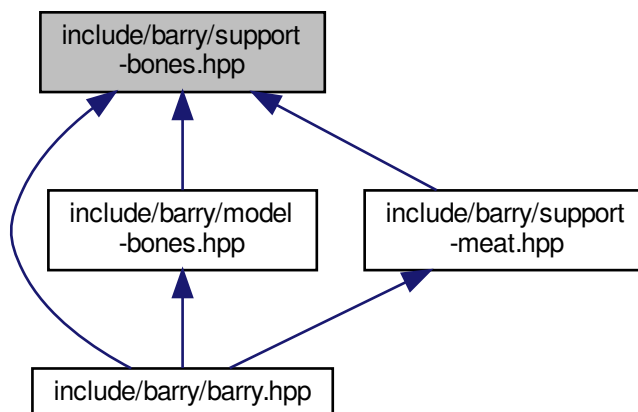 include/barry/support
-bones.hpp
include/barry/model
-bones.hpp
include/barry/support
-meat.hpp
include/barry/barry.hpp